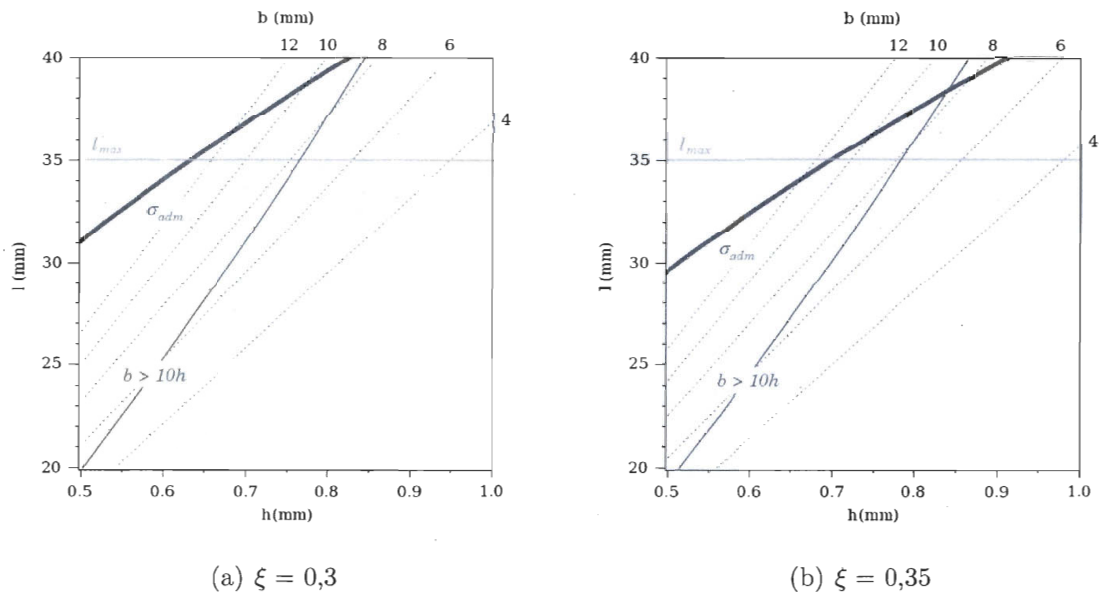 b (mm)
12 10 8 6
40
4
l_max
35
σ_adm
30
l (mm)
25
b > 10h
20
0.5 0.6 0.7 0.8 0.9 1.0
h(mm)
(a) ξ = 0,3
b (mm)
12 10 8 6
40
4
l_max
35
σ_adm
30
l (mm)
25
b > 10h
20
0.5 0.6 0.7 0.8 0.9 1.0
h(mm)
(b) ξ = 0,35